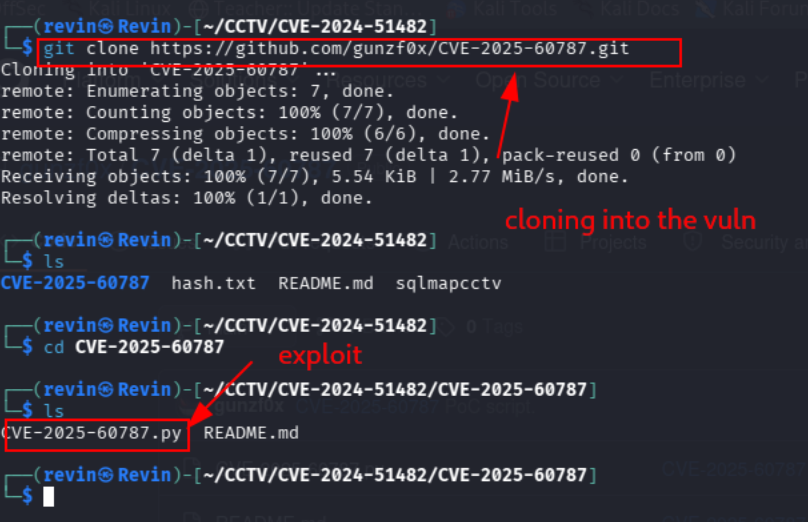 ┌──(revin㉿Revin)-[~/CCTV/CVE-2024-51482]
└─$ git clone https://github.com/gunzf0x/CVE-2025-60787.git
Cloning into 'CVE-2025-60787'...
remote: Enumerating objects: 7, done.
remote: Counting objects: 100% (7/7), done.
remote: Compressing objects: 100% (6/6), done.
remote: Total 7 (delta 1), reused 7 (delta 1), pack-reused 0 (from 0)
Receiving objects: 100% (7/7), 5.54 KiB | 2.77 MiB/s, done.
Resolving deltas: 100% (1/1), done.
cloning into the vuln
┌──(revin㉿Revin)-[~/CCTV/CVE-2024-51482]
└─$ ls
CVE-2025-60787  hash.txt  README.md  sqlmapcctv
┌──(revin㉿Revin)-[~/CCTV/CVE-2024-51482]
└─$ cd CVE-2025-60787
exploit
┌──(revin㉿Revin)-[~/CCTV/CVE-2024-51482/CVE-2025-60787]
└─$ ls
CVE-2025-60787.py  README.md
┌──(revin㉿Revin)-[~/CCTV/CVE-2024-51482/CVE-2025-60787]
└─$